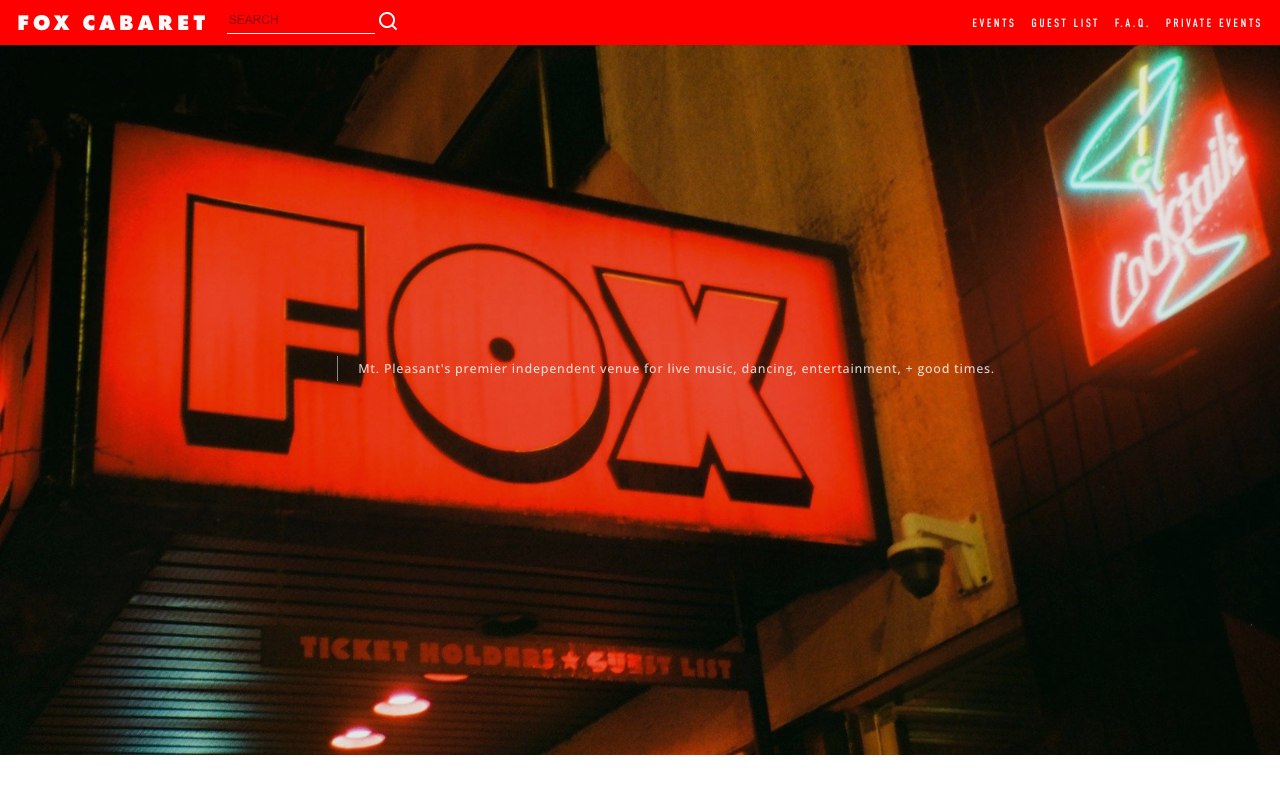 FOX CABARET
SEARCH
EVENTS GUEST LIST F.A.Q. PRIVATE EVENTS
FOX
Cocktails
Mt. Pleasant's premier independent venue for live music, dancing, entertainment, + good times.
TICKET HOLDERS ★ GUEST LIST